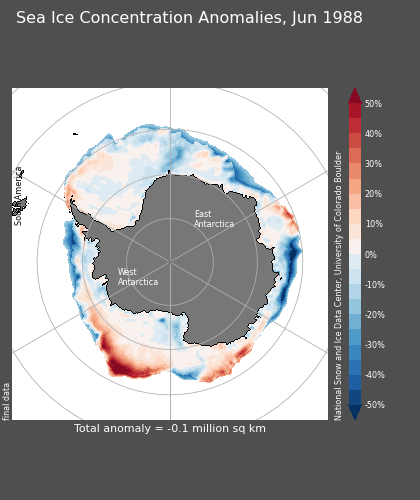 Sea Ice Concentration Anomalies, Jun 1988
South America
East
Antarctica
West
Antarctica
50%
40%
30%
20%
10%
0%
-10%
-20%
-30%
-40%
-50%
National Snow and Ice Data Center, University of Colorado Boulder
final data
Total anomaly = -0.1 million sq km